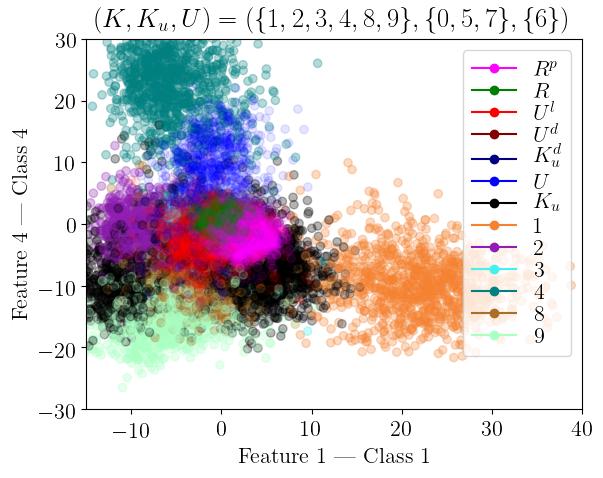 (K, K_u, U) = ({1, 2, 3, 4, 8, 9}, {0, 5, 7}, {6})
30
20
10
0
−10
−20
−30
Feature 4 — Class 4
R^p
R
U^l
U^d
K_u^d
U
K_u
1
2
3
4
8
9
−10
0
10
20
30
40
Feature 1 — Class 1